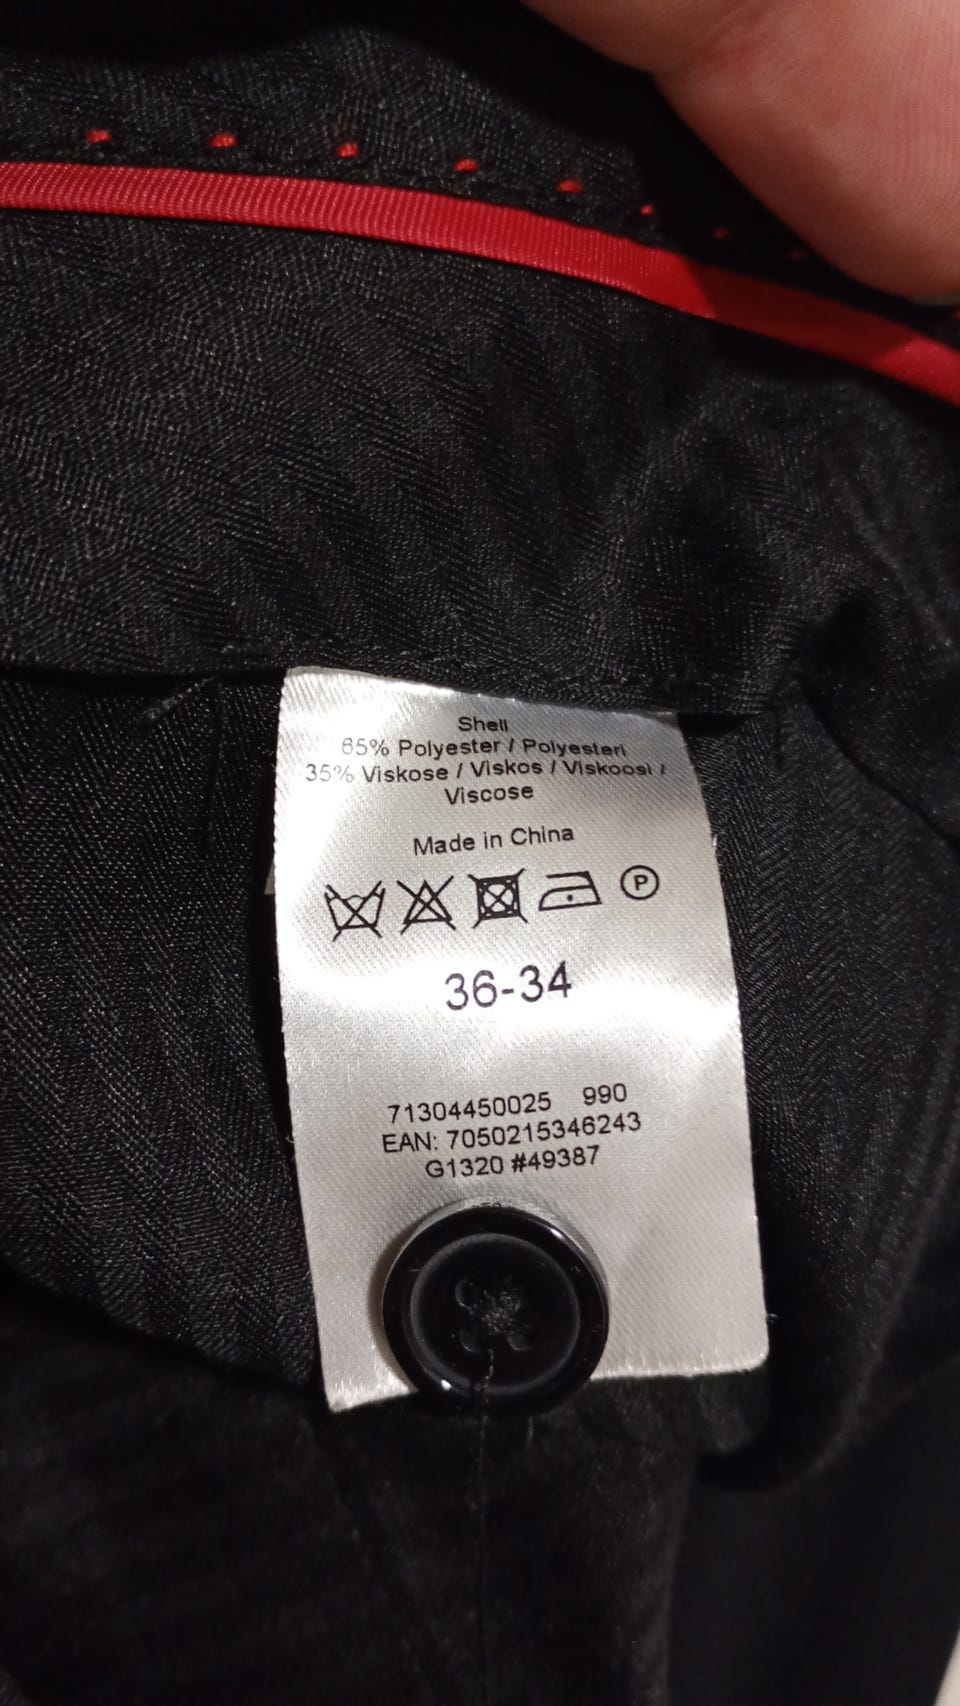 Shell
65% Polyester / Polyesteri
35% Viskose / Viskos / Viskoosi /
Viscose
Made in China
P
36-34
71304450025 990
EAN: 7050215346243
G1320 #49387